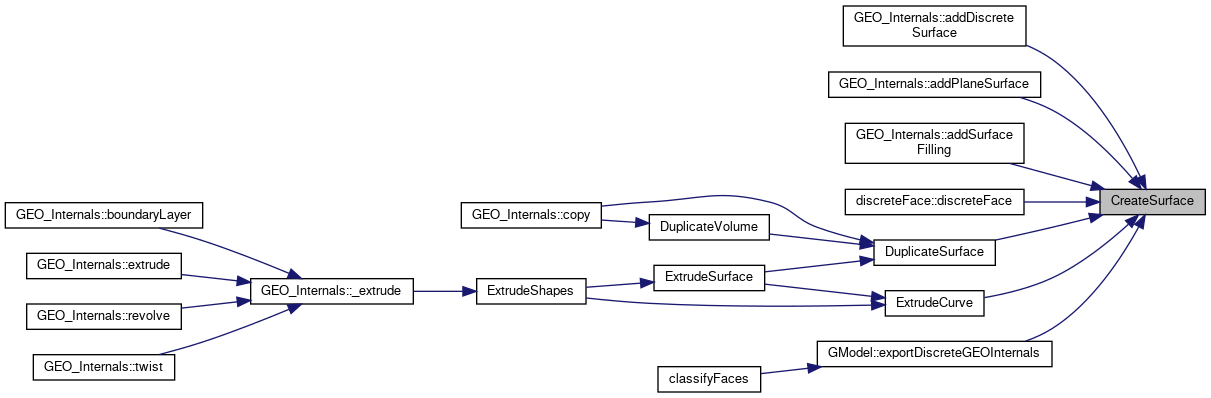 GEO_Internals::addDiscrete
Surface
GEO_Internals::addPlaneSurface
GEO_Internals::addSurface
Filling
discreteFace::discreteFace
CreateSurface
GEO_Internals::boundaryLayer
GEO_Internals::copy
DuplicateVolume
DuplicateSurface
GEO_Internals::extrude
GEO_Internals::_extrude
ExtrudeShapes
ExtrudeSurface
ExtrudeCurve
GEO_Internals::revolve
GEO_Internals::twist
GModel::exportDiscreteGEOInternals
classifyFaces